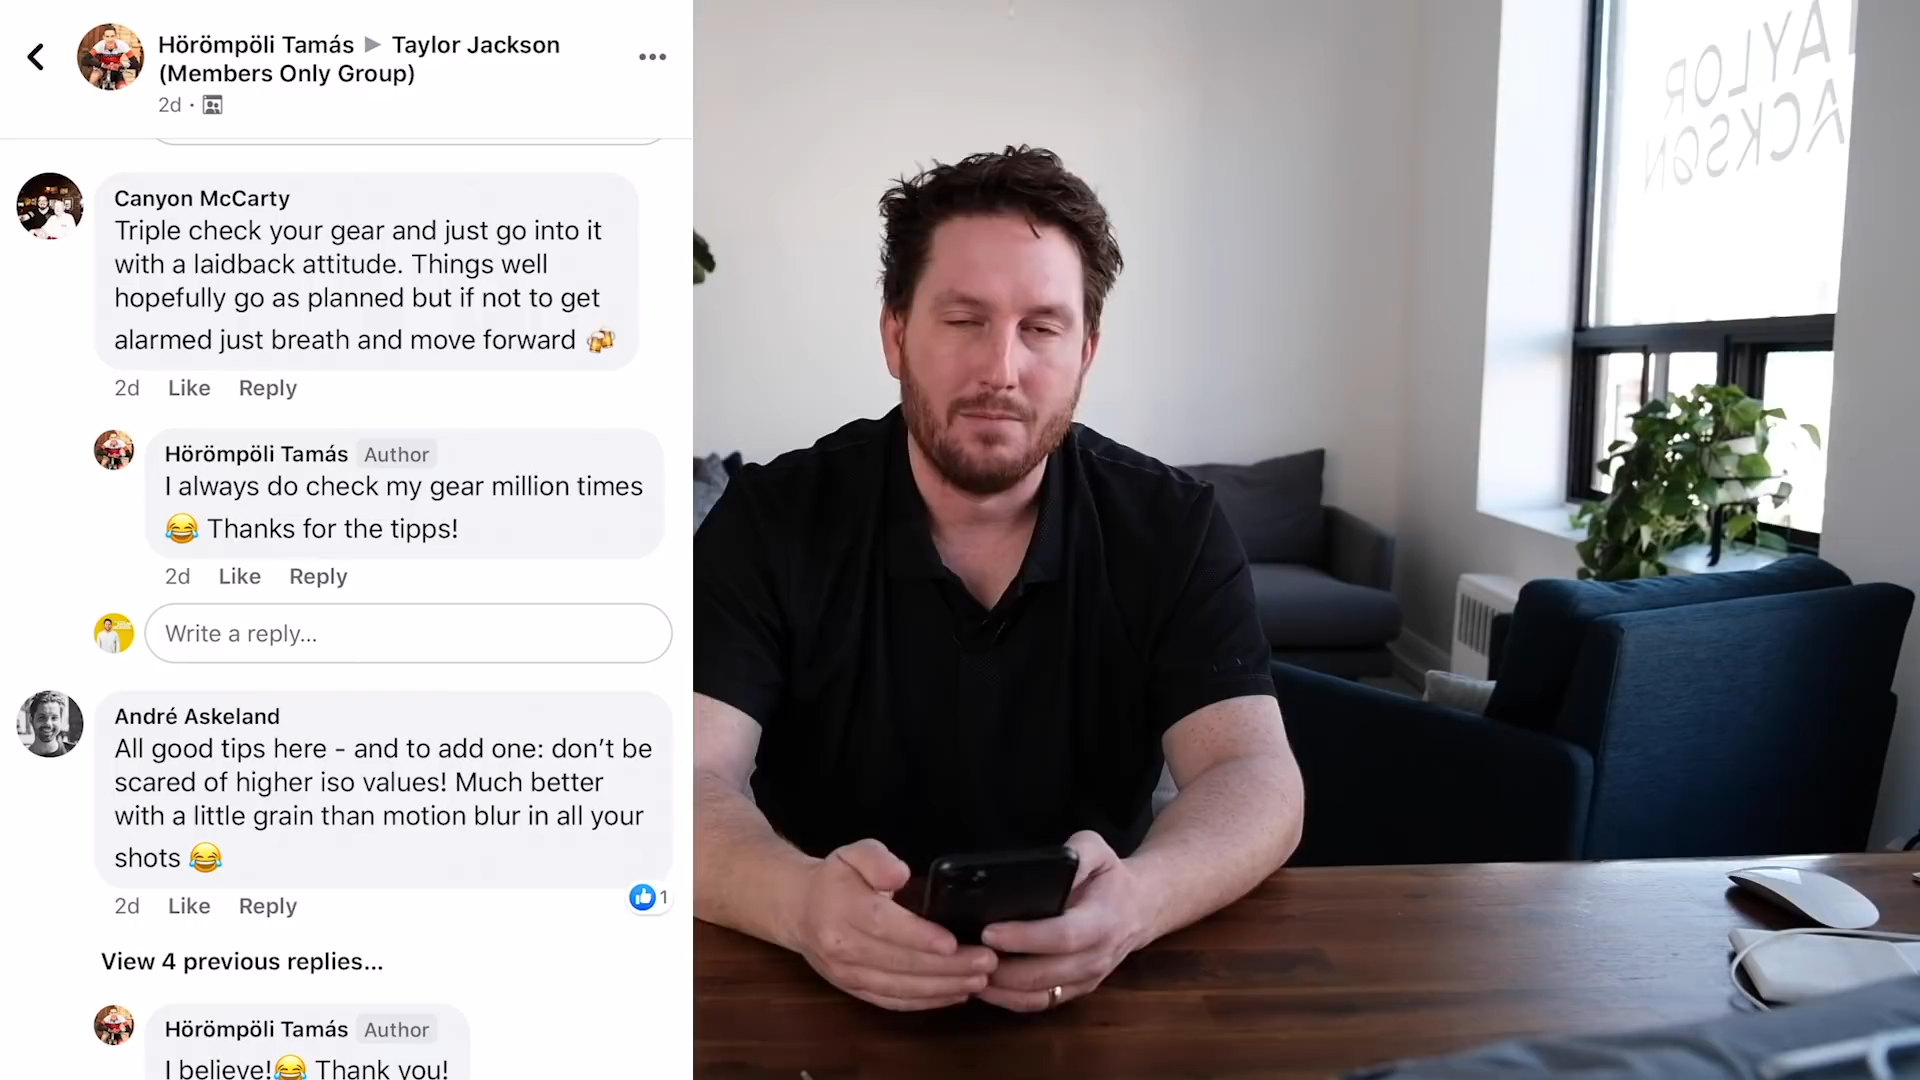 Hörömpöli Tamás ▶ Taylor Jackson
(Members Only Group)
2d ·
Canyon McCarty
Triple check your gear and just go into it
with a laidback attitude. Things well
hopefully go as planned but if not to get
alarmed just breath and move forward 🍻
2d Like Reply
Hörömpöli Tamás Author
I always do check my gear million times
😂 Thanks for the tipps!
2d Like Reply
Write a reply...
André Askeland
All good tips here - and to add one: don’t be
scared of higher iso values! Much better
with a little grain than motion blur in all your
shots 😂
2d Like Reply
1
View 4 previous replies...
Hörömpöli Tamás Author
I believe!😂 Thank you!
TAYLOR
JACKSON